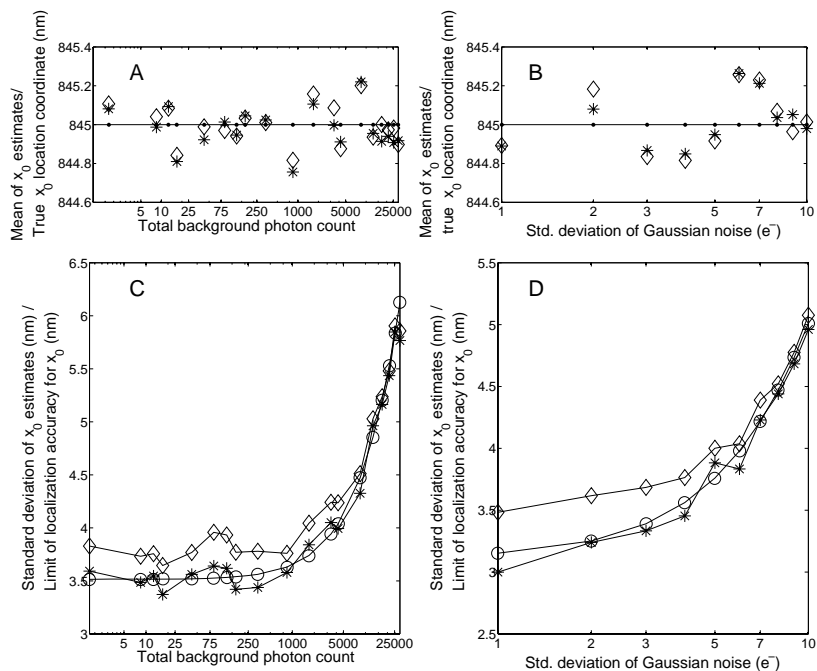 845.4
845.2
845
844.8
844.6
A
5 10 25 75 250 1000 5000 25000
Total background photon count
Mean of x0 estimates/
True x0 location coordinate (nm)
845.4
845.2
845
844.8
844.6
B
1 2 3 4 5 7 10
Std. deviation of Gaussian noise (e−)
Mean of x0 estimates/
true x0 location coordinate (nm)
6.5
6
5.5
5
4.5
4
3.5
3
C
5 10 25 75 250 1000 5000 25000
Total background photon count
Standard deviation of x0 estimates (nm) /
Limit of localization accuracy for x0 (nm)
5.5
5
4.5
4
3.5
3
2.5
D
1 2 3 4 5 7 10
Std. deviation of Gaussian noise (e−)
Standard deviation of x0 estimates (nm) /
Limit of localization accuracy for x0 (nm)